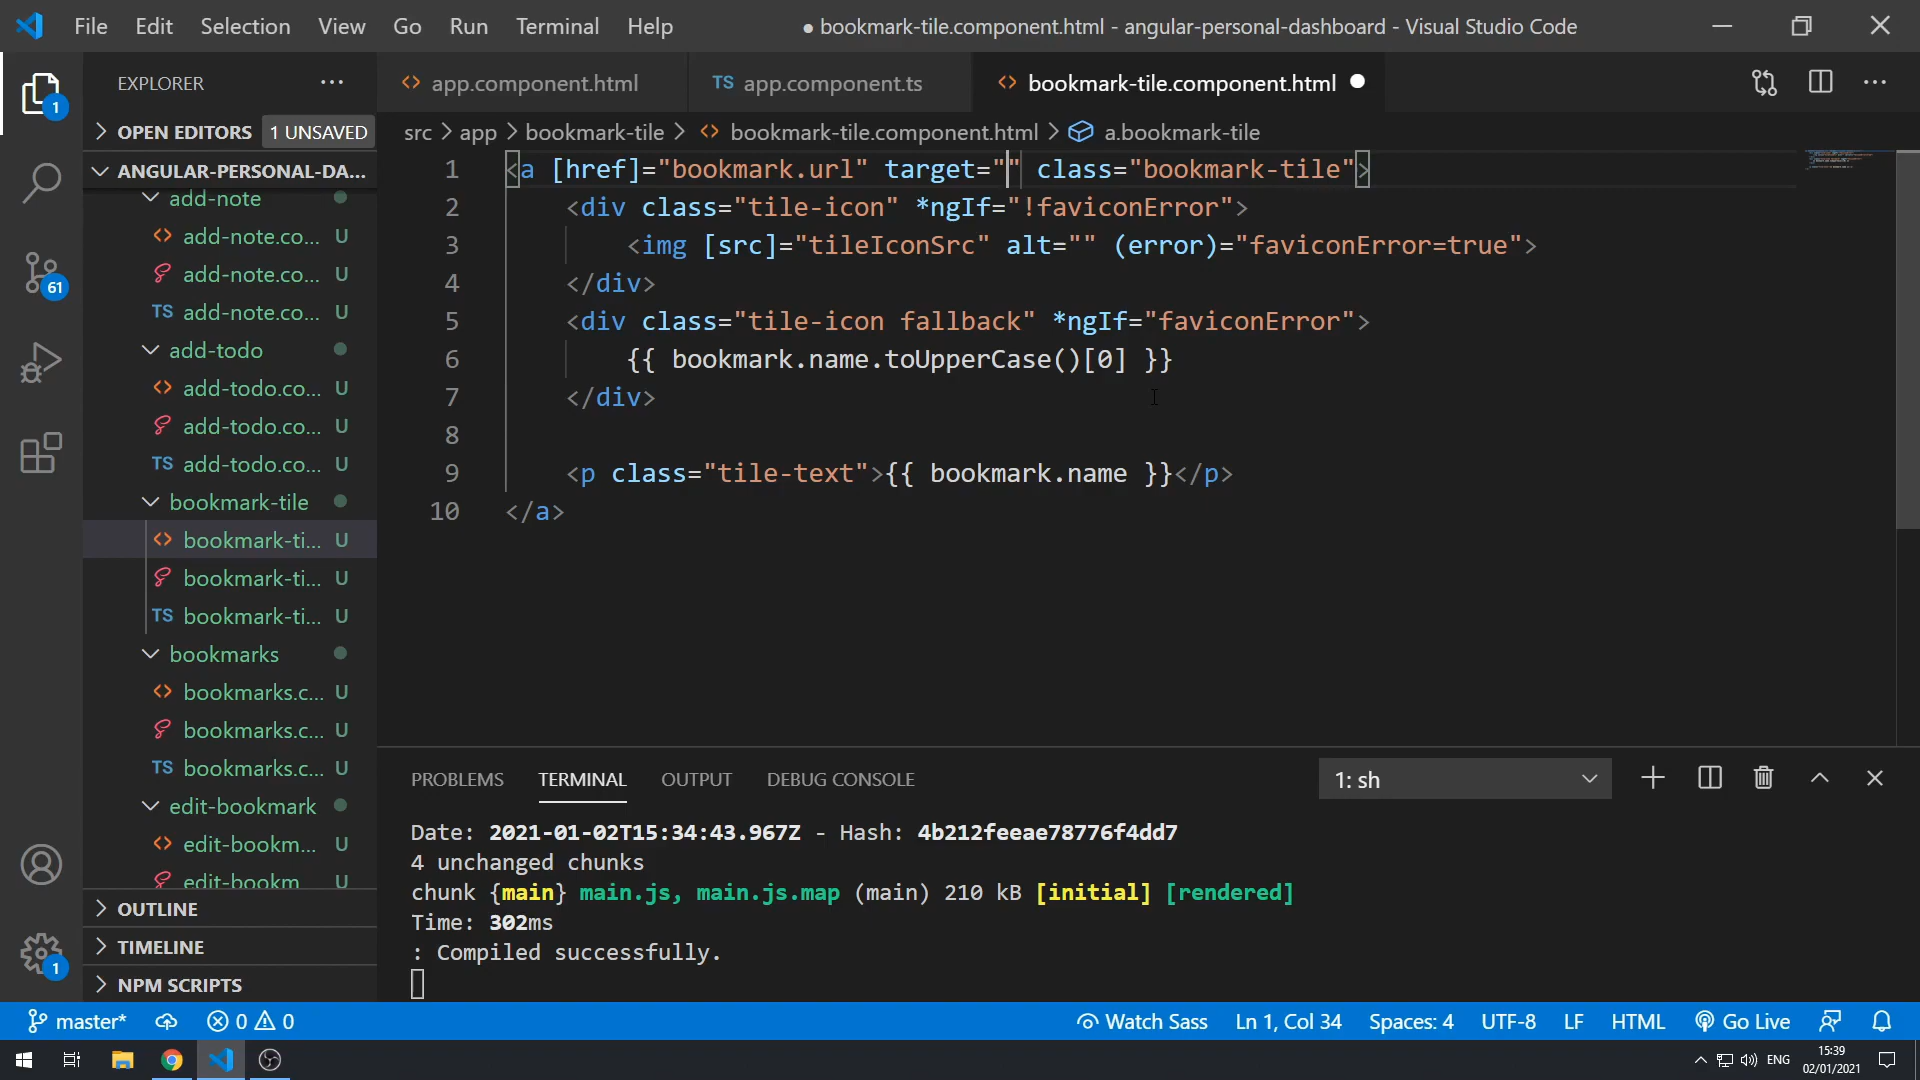 File Edit Selection View Go Run Terminal Help
● bookmark-tile.component.html - angular-personal-dashboard - Visual Studio Code
EXPLORER ···
<> app.component.html
TS app.component.ts
<> bookmark-tile.component.html ●
1
OPEN EDITORS 1 UNSAVED
src > app > bookmark-tile > <> bookmark-tile.component.html > a.bookmark-tile
ANGULAR-PERSONAL-DA...
add-note
<> add-note.co... U
add-note.co... U
TS add-note.co... U
add-todo
<> add-todo.co... U
add-todo.co... U
TS add-todo.co... U
bookmark-tile
<> bookmark-ti... U
bookmark-ti... U
TS bookmark-ti... U
bookmarks
<> bookmarks.c... U
bookmarks.c... U
TS bookmarks.c... U
edit-bookmark
<> edit-bookm... U
edit-bookm U
OUTLINE
TIMELINE
NPM SCRIPTS
61
1
1 <a [href]="bookmark.url" target="" class="bookmark-tile">
2 <div class="tile-icon" *ngIf="!faviconError">
3 <img [src]="tileIconSrc" alt="" (error)="faviconError=true">
4 </div>
5 <div class="tile-icon fallback" *ngIf="faviconError">
6 {{ bookmark.name.toUpperCase()[0] }}
7 </div>
8
9 <p class="tile-text">{{ bookmark.name }}</p>
10 </a>
PROBLEMS TERMINAL OUTPUT DEBUG CONSOLE 1: sh
Date: 2021-01-02T15:34:43.967Z - Hash: 4b212feeae78776f4dd7
4 unchanged chunks
chunk {main} main.js, main.js.map (main) 210 kB [initial] [rendered]
Time: 302ms
: Compiled successfully.
master* 0 0 Watch Sass Ln 1, Col 34 Spaces: 4 UTF-8 LF HTML Go Live
ENG 15:39
02/01/2021